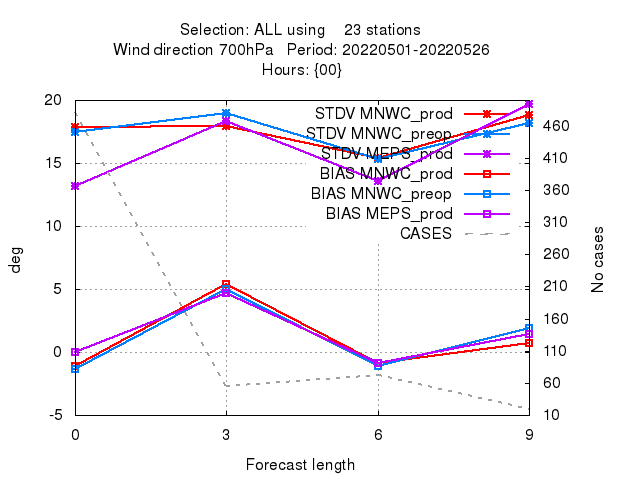 Selection: ALL using    23 stations
Wind direction 700hPa   Period: 20220501-20220526
Hours: {00}
STDV MNWC_prod
STDV MNWC_preop
STDV MEPS_prod
BIAS MNWC_prod
BIAS MNWC_preop
BIAS MEPS_prod
CASES
20
15
10
5
0
-5
deg
460
410
360
310
260
210
160
110
60
10
No cases
0 3 6 9
Forecast length